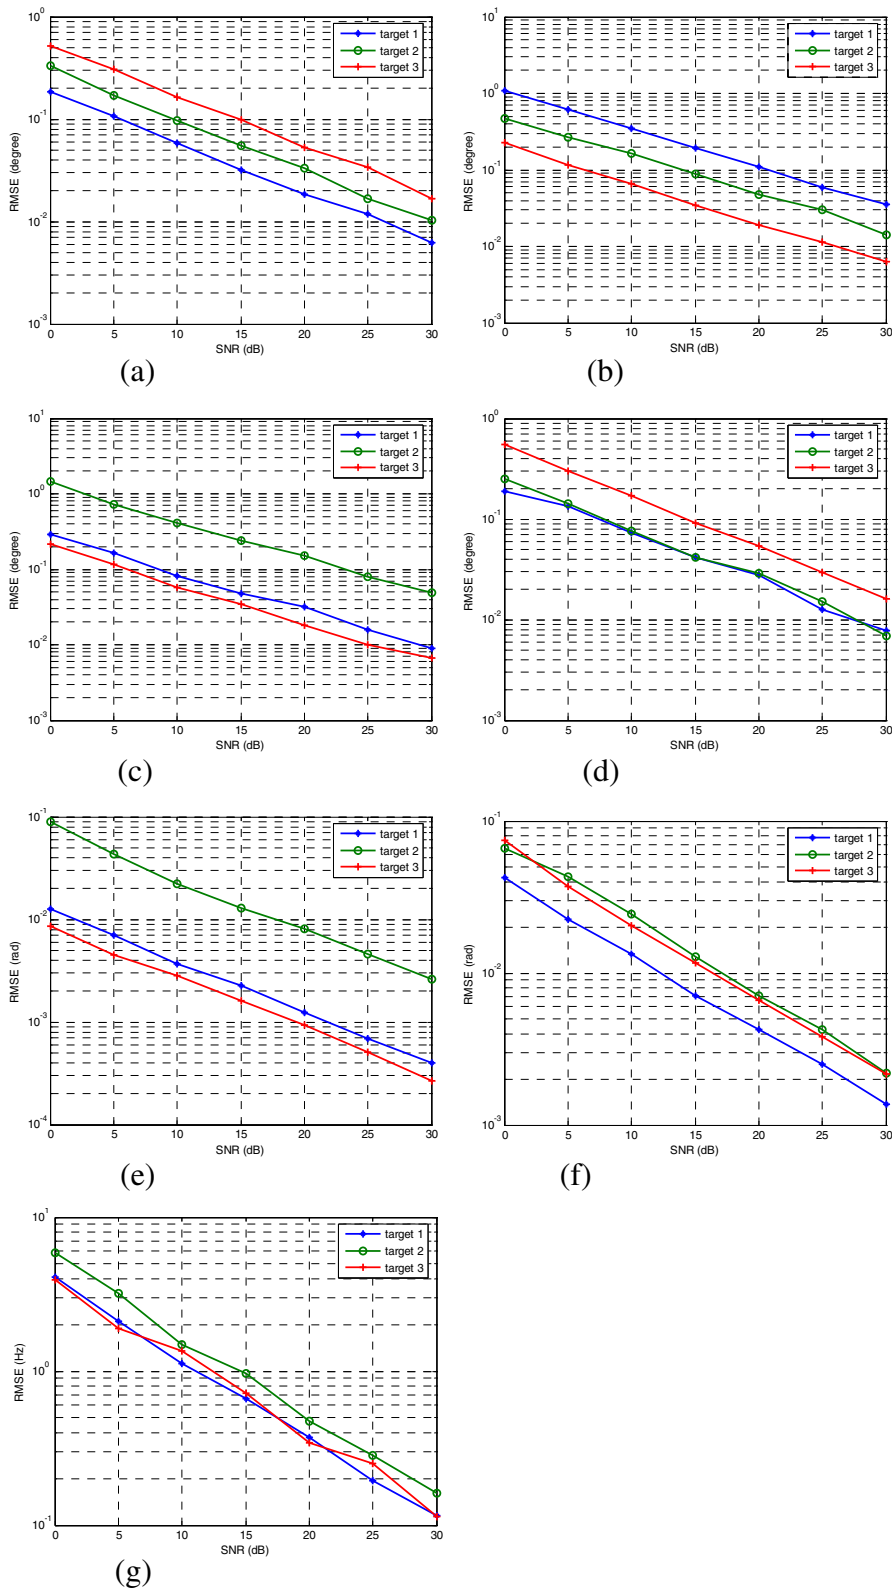 10^0
10^-1
10^-2
10^-3
RMSE (degree)
0 5 10 15 20 25 30
SNR (dB)
target 1
target 2
target 3
(a)
10^1
10^0
10^-1
10^-2
10^-3
RMSE (degree)
0 5 10 15 20 25 30
SNR (dB)
target 1
target 2
target 3
(b)
10^1
10^0
10^-1
10^-2
10^-3
RMSE (degree)
0 5 10 15 20 25 30
SNR (dB)
target 1
target 2
target 3
(c)
10^0
10^-1
10^-2
10^-3
RMSE (degree)
0 5 10 15 20 25 30
SNR (dB)
target 1
target 2
target 3
(d)
10^-1
10^-2
10^-3
10^-4
RMSE (rad)
0 5 10 15 20 25 30
SNR (dB)
target 1
target 2
target 3
(e)
10^-1
10^-2
10^-3
RMSE (rad)
0 5 10 15 20 25 30
SNR (dB)
target 1
target 2
target 3
(f)
10^1
10^0
10^-1
RMSE (Hz)
0 5 10 15 20 25 30
SNR (dB)
target 1
target 2
target 3
(g)